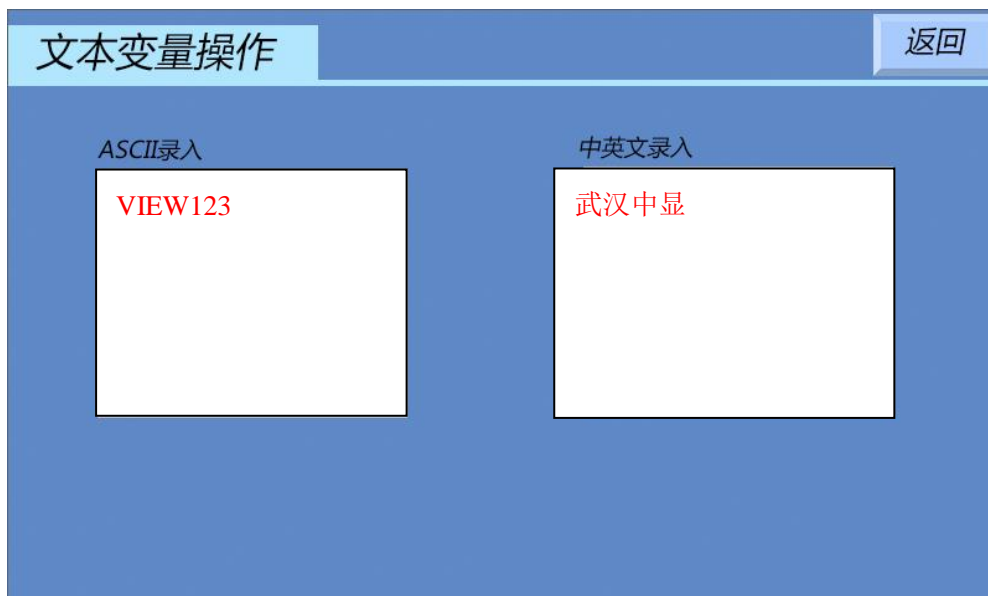 文本变量操作
返回
ASCII录入
中英文录入
VIEW123
武汉中显